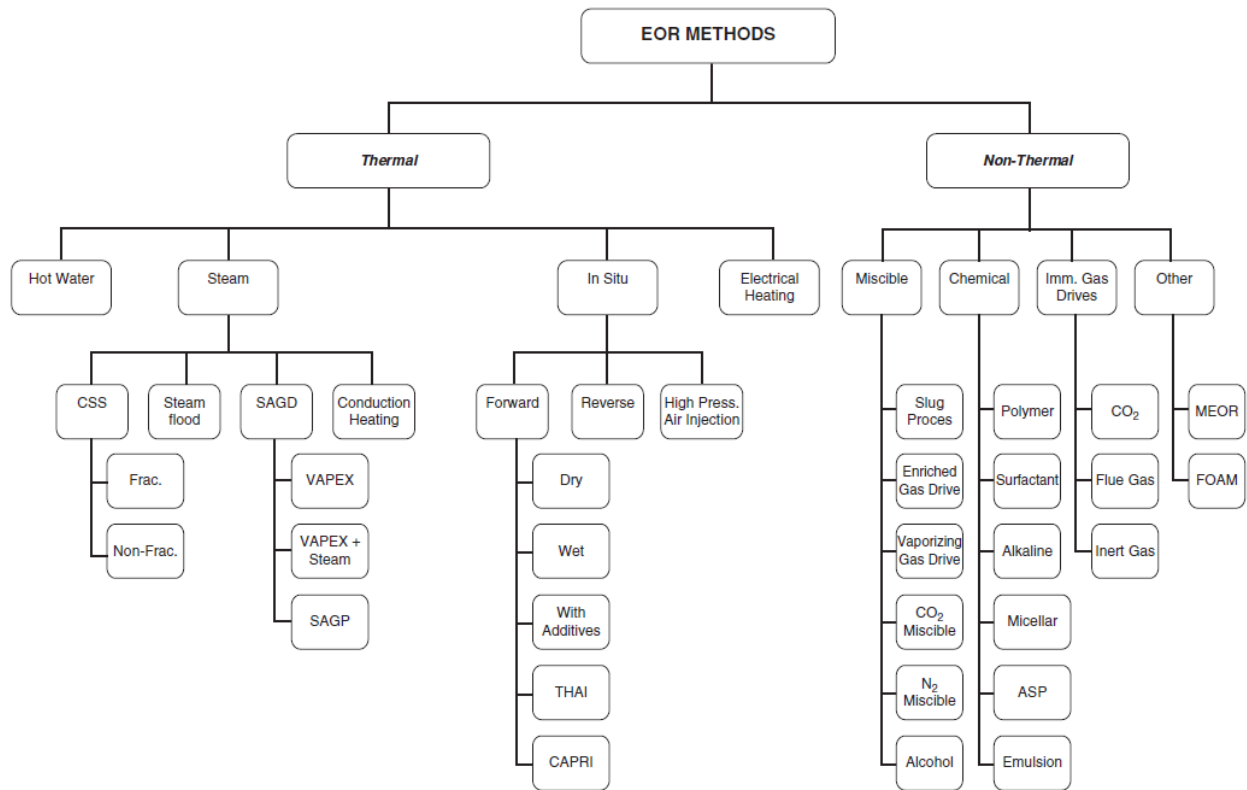 EOR METHODS
Thermal
Non-Thermal
Hot Water
Steam
In Situ
Electrical
Heating
Miscible
Chemical
Imm. Gas
Drives
Other
CSS
Steam
flood
SAGD
Conduction
Heating
Forward
Reverse
High Press.
Air Injection
Slug
Proces
Polymer
CO₂
MEOR
Frac.
VAPEX
Dry
Enriched
Gas Drive
Surfactant
Flue Gas
FOAM
Non-Frac.
VAPEX +
Steam
Wet
Vaporizing
Gas Drive
Alkaline
Inert Gas
SAGP
With
Additives
CO₂
Miscible
Micellar
THAI
N₂
Miscible
ASP
CAPRI
Alcohol
Emulsion